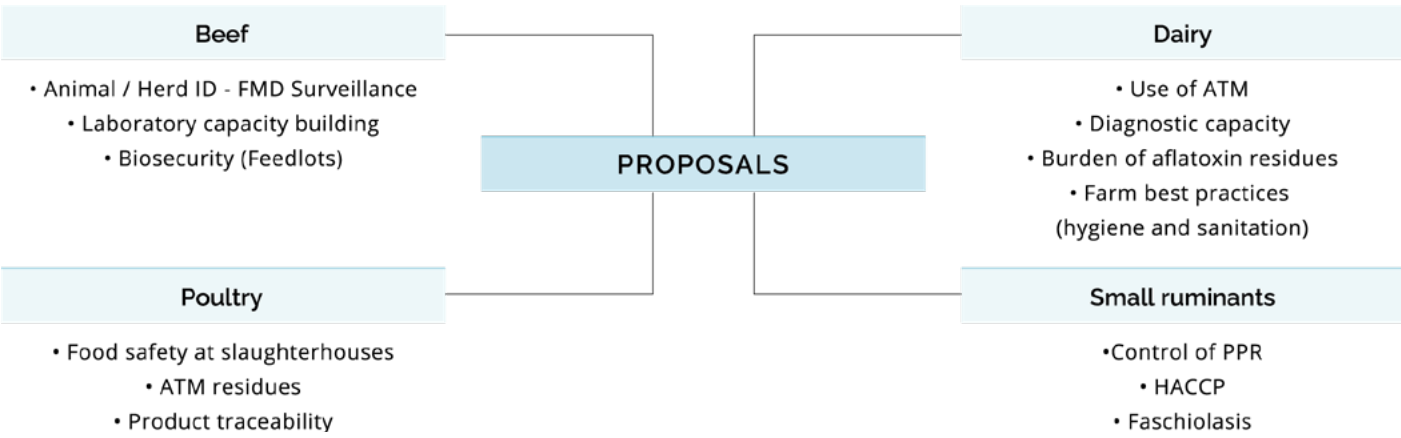 Beef
• Animal / Herd ID - FMD Surveillance
• Laboratory capacity building
• Biosecurity (Feedlots)
PROPOSALS
Dairy
• Use of ATM
• Diagnostic capacity
• Burden of aflatoxin residues
• Farm best practices
(hygiene and sanitation)
Poultry
• Food safety at slaughterhouses
• ATM residues
• Product traceability
Small ruminants
•Control of PPR
• HACCP
• Faschiolasis